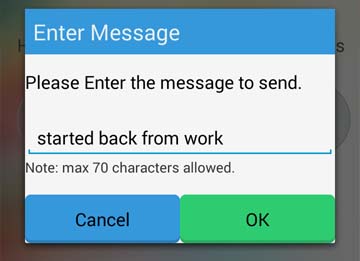 Enter Message
Please Enter the message to send.
started back from work
Note: max 70 characters allowed.
Cancel
OK